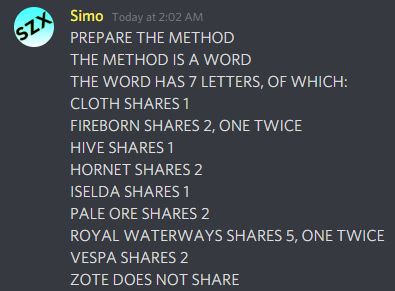 SZX
Simo Today at 2:02 AM
PREPARE THE METHOD
THE METHOD IS A WORD
THE WORD HAS 7 LETTERS, OF WHICH:
CLOTH SHARES 1
FIREBORN SHARES 2, ONE TWICE
HIVE SHARES 1
HORNET SHARES 2
ISELDA SHARES 1
PALE ORE SHARES 2
ROYAL WATERWAYS SHARES 5, ONE TWICE
VESPA SHARES 2
ZOTE DOES NOT SHARE